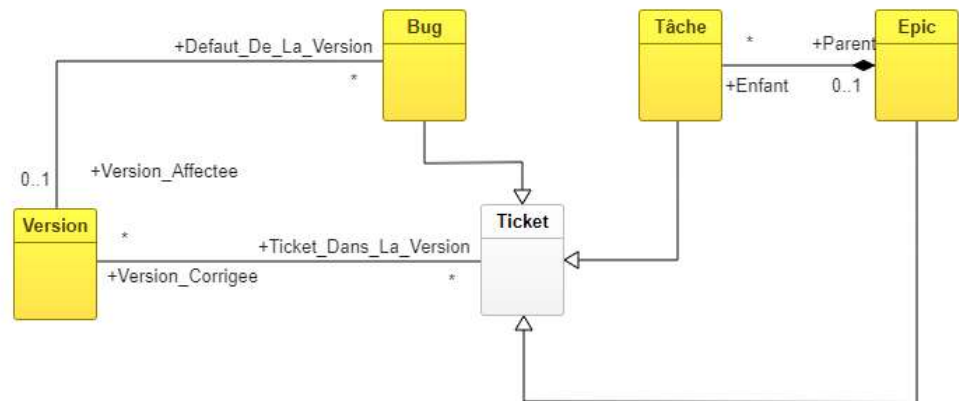 Bug
Tâche
Epic
+Defaut_De_La_Version
*
*
+Parent
+Enfant
0..1
+Version_Affectee
0..1
Version
Ticket
*
+Ticket_Dans_La_Version
+Version_Corrigee
*